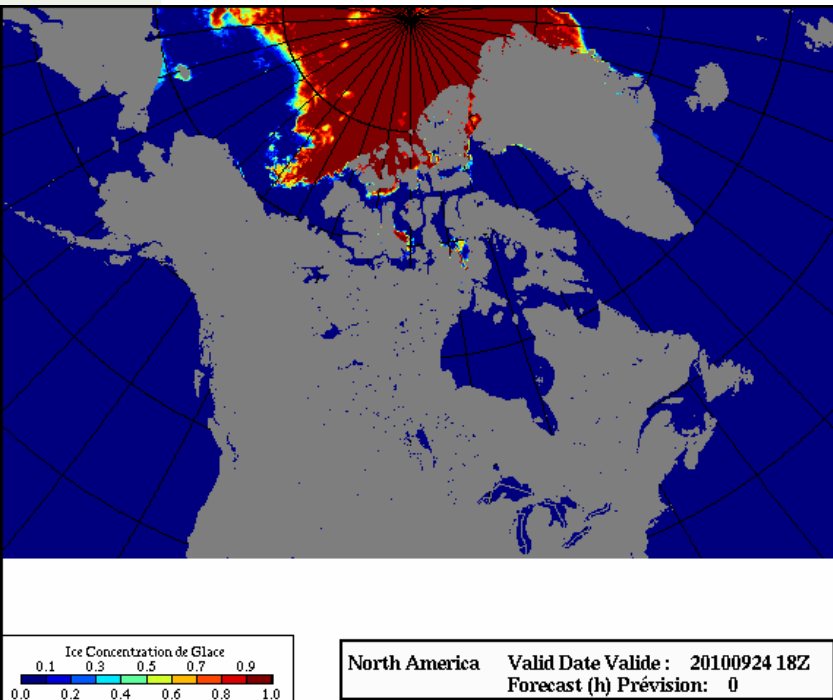 Ice Concentration de Glace
0.1 0.3 0.5 0.7 0.9
0.0 0.2 0.4 0.6 0.8 1.0
North America Valid Date Valide : 20100924 18Z
Forecast (h) Prévision: 0